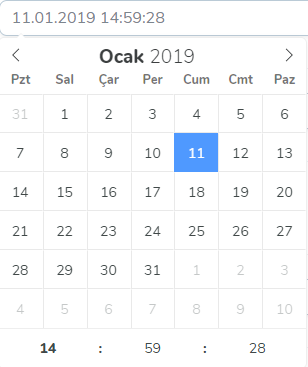 11.01.2019 14:59:28
Ocak 2019
Pzt Sal Çar Per Cum Cmt Paz
31 1 2 3 4 5 6
7 8 9 10 11 12 13
14 15 16 17 18 19 20
21 22 23 24 25 26 27
28 29 30 31 1 2 3
4 5 6 7 8 9 10
14 : 59 : 28